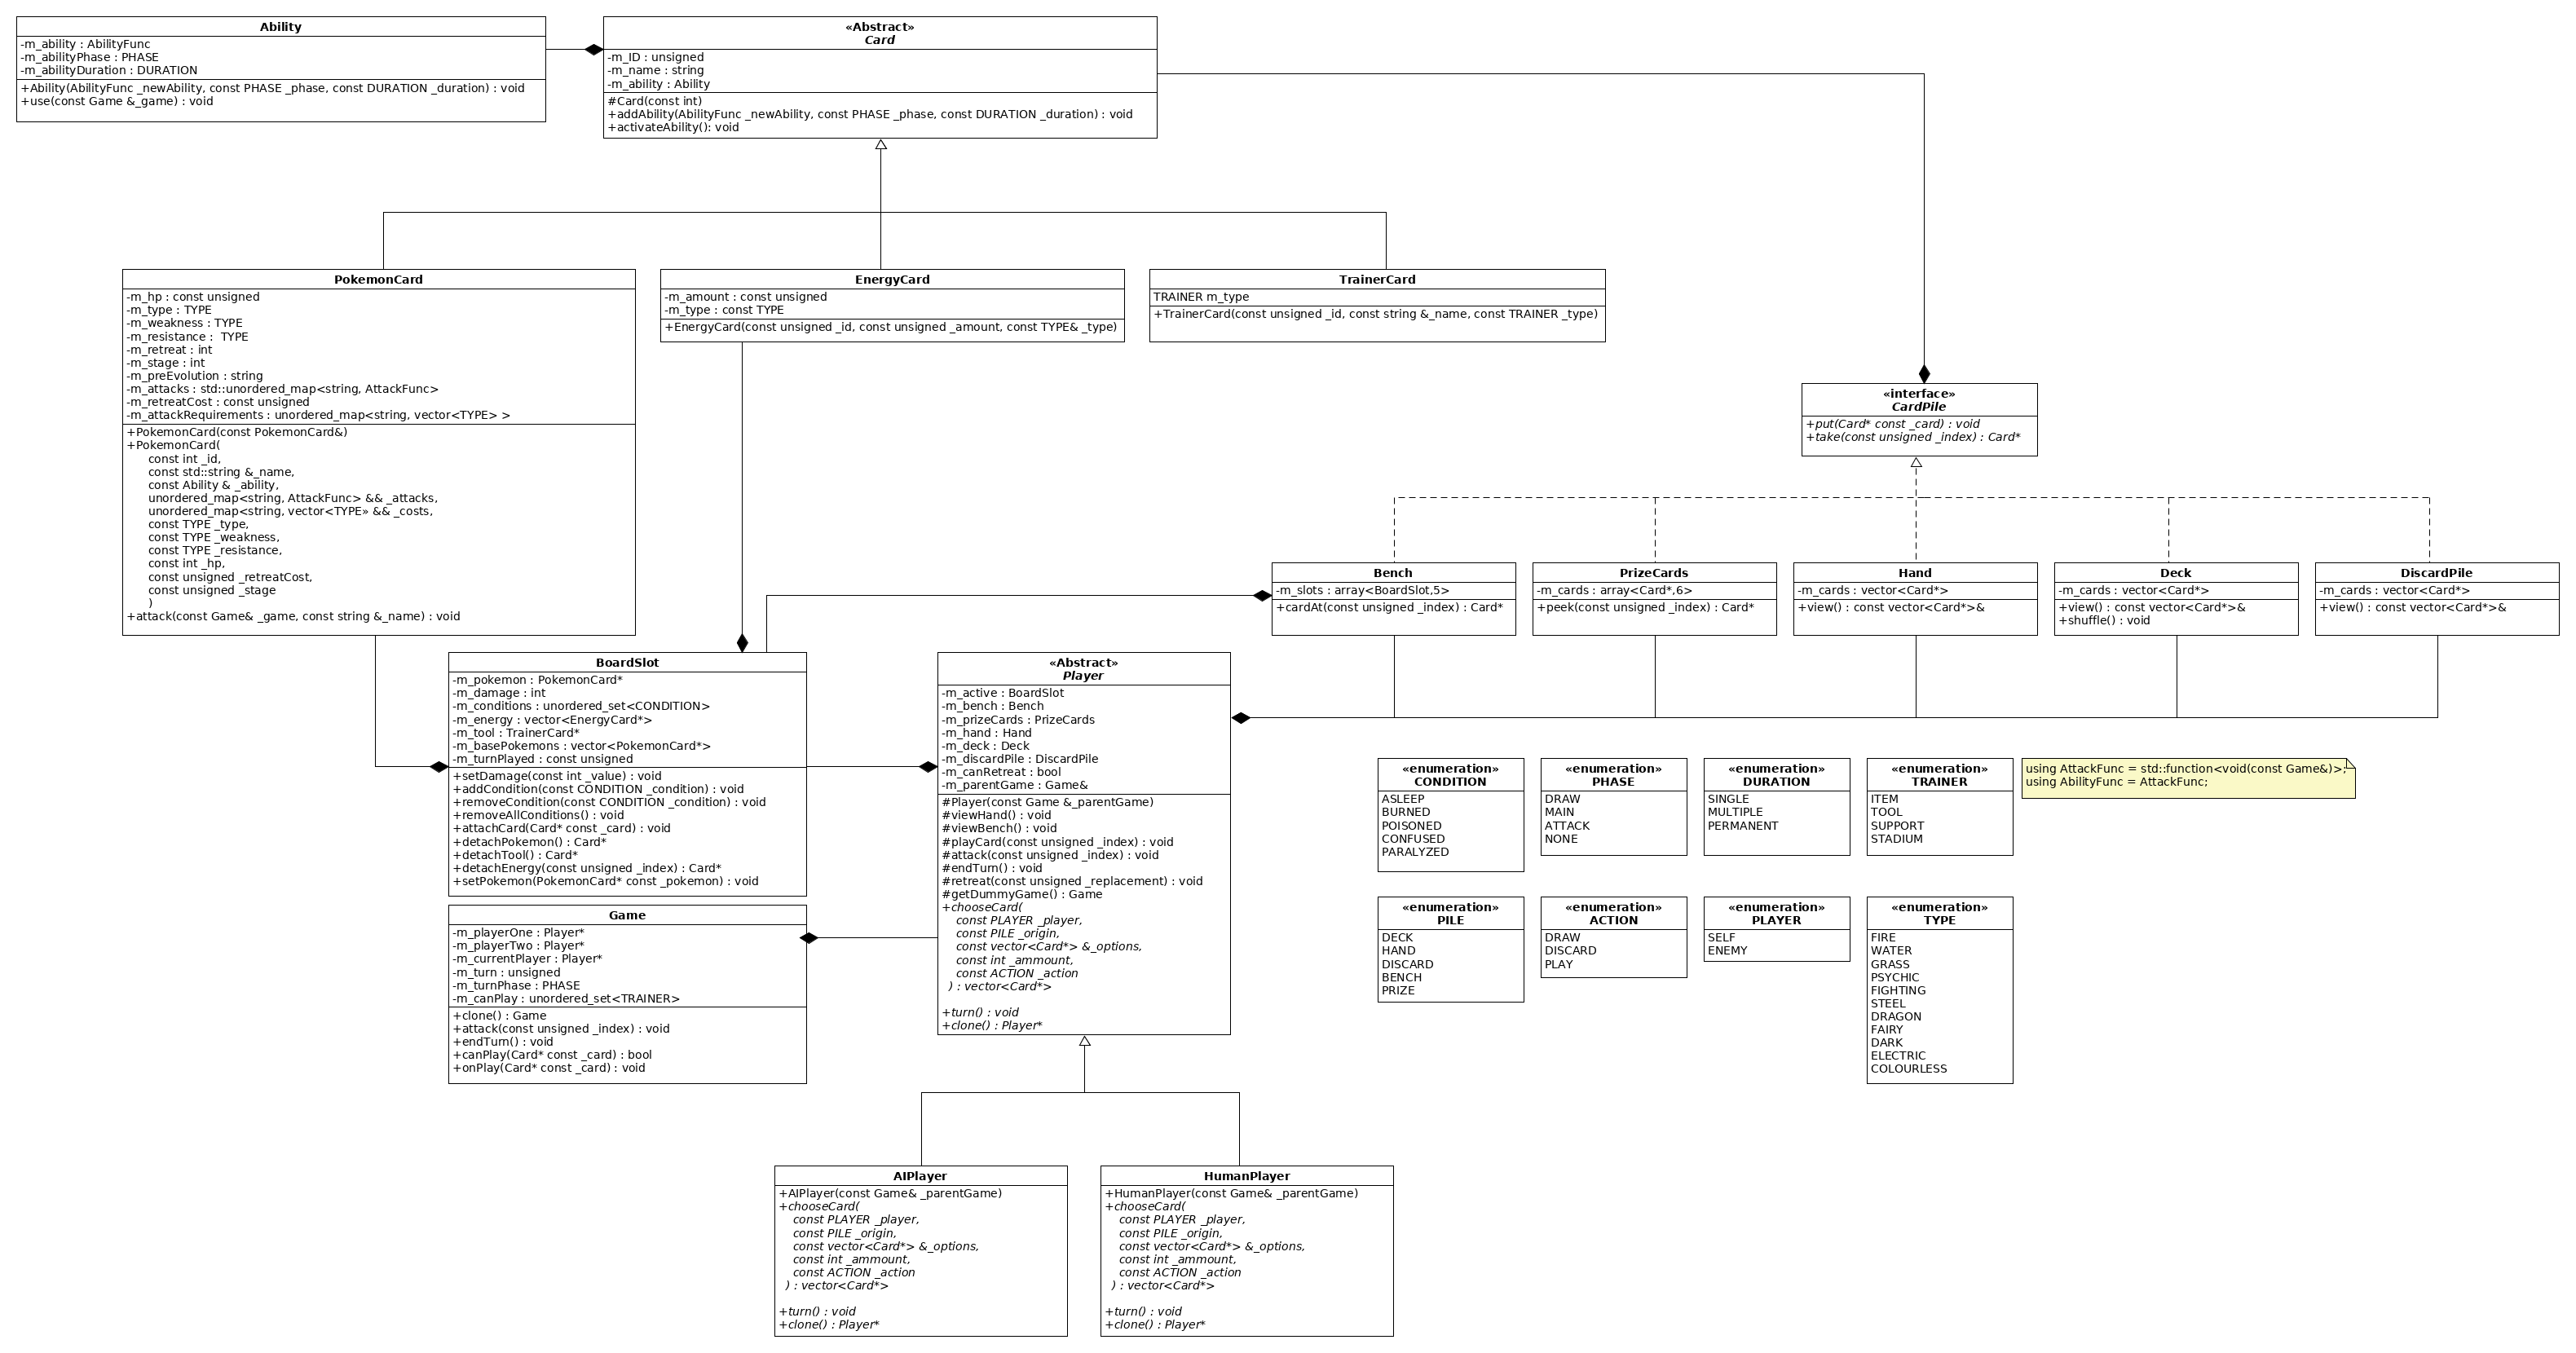 Ability
-m_ability : AbilityFunc
-m_abilityPhase : PHASE
-m_abilityDuration : DURATION
+Ability(AbilityFunc _newAbility, const PHASE _phase, const DURATION _duration) : void
+use(const Game &_game) : void
«Abstract»
Card
-m_ID : unsigned
-m_name : string
-m_ability : Ability
#Card(const int)
+addAbility(AbilityFunc _newAbility, const PHASE _phase, const DURATION _duration) : void
+activateAbility(): void
PokemonCard
-m_hp : const unsigned
-m_type : TYPE
-m_weakness : TYPE
-m_resistance :  TYPE
-m_retreat : int
-m_stage : int
-m_preEvolution : string
-m_attacks : std::unordered_map<string, AttackFunc>
-m_retreatCost : const unsigned
-m_attackRequirements : unordered_map<string, vector<TYPE> >
+PokemonCard(const PokemonCard&)
+PokemonCard(
const int _id,
const std::string &_name,
const Ability & _ability,
unordered_map<string, AttackFunc> && _attacks,
unordered_map<string, vector<TYPE» && _costs,
const TYPE _type,
const TYPE _weakness,
const TYPE _resistance,
const int _hp,
const unsigned _retreatCost,
const unsigned _stage
)
+attack(const Game& _game, const string &_name) : void
EnergyCard
-m_amount : const unsigned
-m_type : const TYPE
+EnergyCard(const unsigned _id, const unsigned _amount, const TYPE& _type)
TrainerCard
TRAINER m_type
+TrainerCard(const unsigned _id, const string &_name, const TRAINER _type)
«interface»
CardPile
+put(Card* const _card) : void
+take(const unsigned _index) : Card*
Bench
-m_slots : array<BoardSlot,5>
+cardAt(const unsigned _index) : Card*
PrizeCards
-m_cards : array<Card*,6>
+peek(const unsigned _index) : Card*
Hand
-m_cards : vector<Card*>
+view() : const vector<Card*>&
Deck
-m_cards : vector<Card*>
+view() : const vector<Card*>&
+shuffle() : void
DiscardPile
-m_cards : vector<Card*>
+view() : const vector<Card*>&
BoardSlot
-m_pokemon : PokemonCard*
-m_damage : int
-m_conditions : unordered_set<CONDITION>
-m_energy : vector<EnergyCard*>
-m_tool : TrainerCard*
-m_basePokemons : vector<PokemonCard*>
-m_turnPlayed : const unsigned
+setDamage(const int _value) : void
+addCondition(const CONDITION _condition) : void
+removeCondition(const CONDITION _condition) : void
+removeAllConditions() : void
+attachCard(Card* const _card) : void
+detachPokemon() : Card*
+detachTool() : Card*
+detachEnergy(const unsigned _index) : Card*
+setPokemon(PokemonCard* const _pokemon) : void
«Abstract»
Player
-m_active : BoardSlot
-m_bench : Bench
-m_prizeCards : PrizeCards
-m_hand : Hand
-m_deck : Deck
-m_discardPile : DiscardPile
-m_canRetreat : bool
-m_parentGame : Game&
#Player(const Game &_parentGame)
#viewHand() : void
#viewBench() : void
#playCard(const unsigned _index) : void
#attack(const unsigned _index) : void
#endTurn() : void
#retreat(const unsigned _replacement) : void
#getDummyGame() : Game
+chooseCard(
const PLAYER _player,
const PILE _origin,
const vector<Card*> &_options,
const int _ammount,
const ACTION _action
) : vector<Card*>
+turn() : void
+clone() : Player*
Game
-m_playerOne : Player*
-m_playerTwo : Player*
-m_currentPlayer : Player*
-m_turn : unsigned
-m_turnPhase : PHASE
-m_canPlay : unordered_set<TRAINER>
+clone() : Game
+attack(const unsigned _index) : void
+endTurn() : void
+canPlay(Card* const _card) : bool
+onPlay(Card* const _card) : void
«enumeration»
CONDITION
ASLEEP
BURNED
POISONED
CONFUSED
PARALYZED
«enumeration»
PHASE
DRAW
MAIN
ATTACK
NONE
«enumeration»
DURATION
SINGLE
MULTIPLE
PERMANENT
«enumeration»
TRAINER
ITEM
TOOL
SUPPORT
STADIUM
using AttackFunc = std::function<void(const Game&)>;
using AbilityFunc = AttackFunc;
«enumeration»
PILE
DECK
HAND
DISCARD
BENCH
PRIZE
«enumeration»
ACTION
DRAW
DISCARD
PLAY
«enumeration»
PLAYER
SELF
ENEMY
«enumeration»
TYPE
FIRE
WATER
GRASS
PSYCHIC
FIGHTING
STEEL
DRAGON
FAIRY
DARK
ELECTRIC
COLOURLESS
AIPlayer
+AIPlayer(const Game& _parentGame)
+chooseCard(
const PLAYER _player,
const PILE _origin,
const vector<Card*> &_options,
const int _ammount,
const ACTION _action
) : vector<Card*>
+turn() : void
+clone() : Player*
HumanPlayer
+HumanPlayer(const Game& _parentGame)
+chooseCard(
const PLAYER _player,
const PILE _origin,
const vector<Card*> &_options,
const int _ammount,
const ACTION _action
) : vector<Card*>
+turn() : void
+clone() : Player*